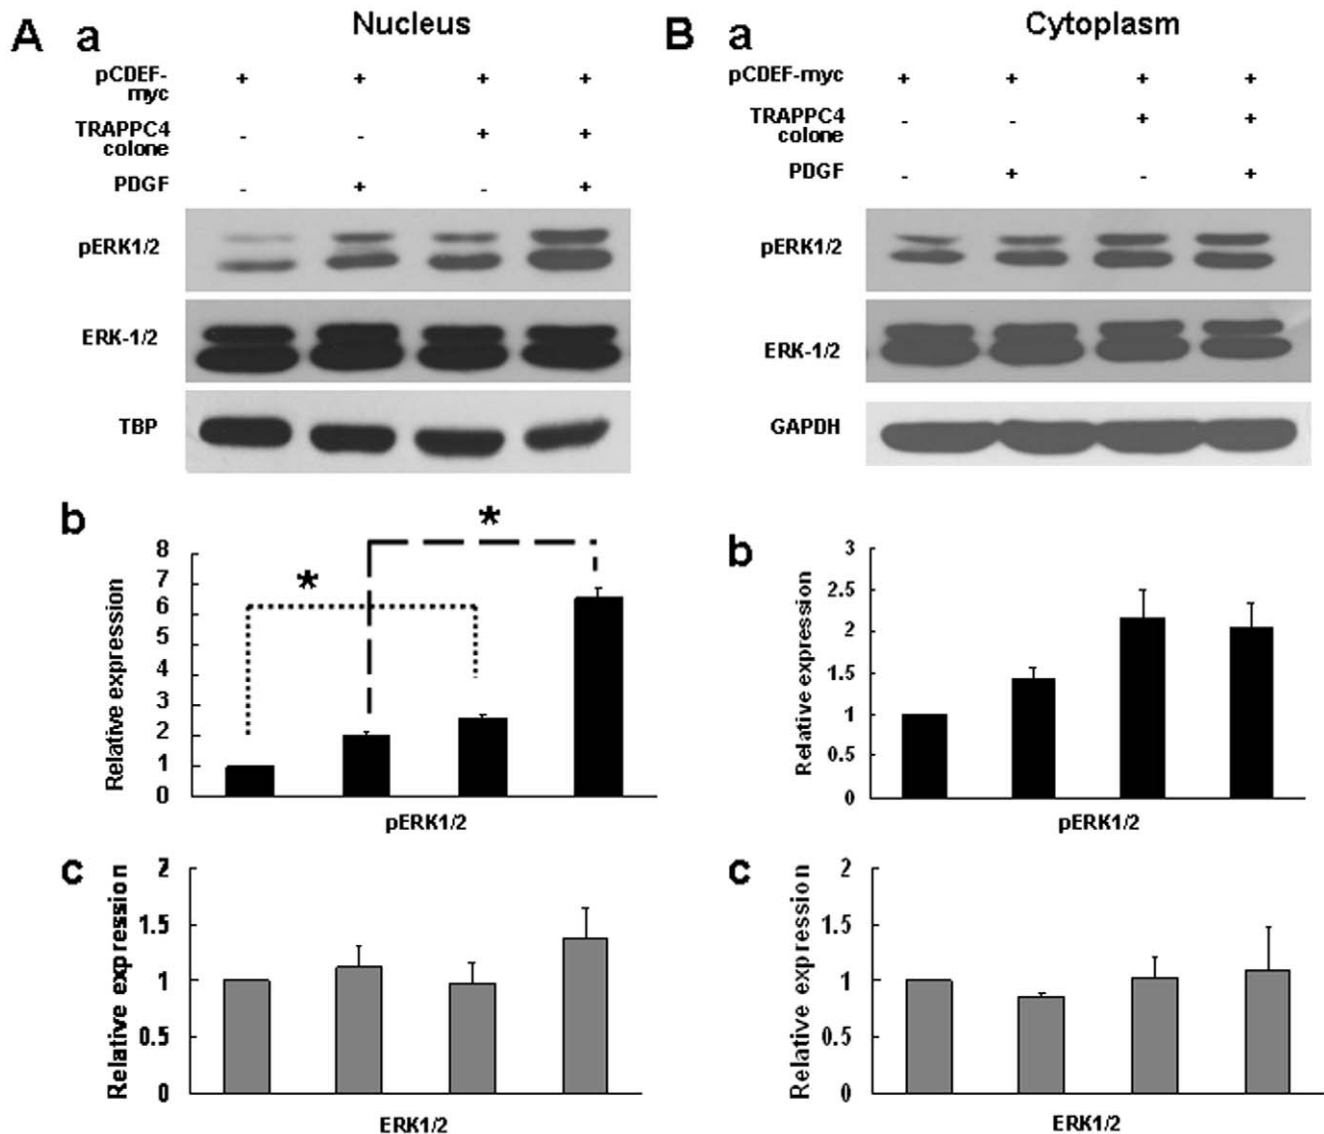 A a Nucleus
pCDEF-myc + + + +
TRAPPC4 colone - - + +
PDGF - + - +
pERK1/2
ERK-1/2
TBP
b
*
*
Relative expression
8
7
6
5
4
3
2
1
0
pERK1/2
c
Relative expression
2
1.5
1
0.5
0
ERK1/2
B a Cytoplasm
pCDEF-myc + + + +
TRAPPC4 colone - - + +
PDGF - + - +
pERK1/2
ERK-1/2
GAPDH
b
Relative expression
3
2.5
2
1.5
1
0.5
0
pERK1/2
c
Relative expression
2
1.5
1
0.5
0
ERK1/2